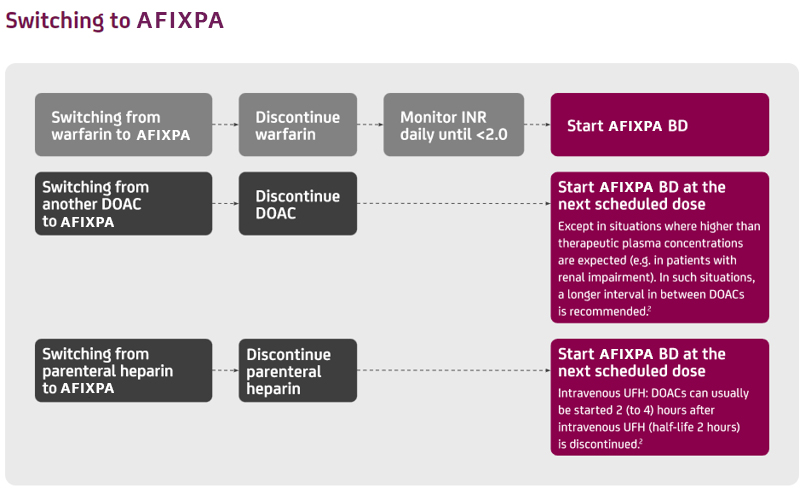 Switching to AFIXPA
Switching from
warfarin to AFIXPA
Discontinue
warfarin
Monitor INR
daily until <2.0
Start AFIXPA BD
Switching from
another DOAC
to AFIXPA
Discontinue
DOAC
Start AFIXPA BD at the
next scheduled dose
Except in situations where higher than
therapeutic plasma concentrations
are expected (e.g. in patients with
renal impairment). In such situations,
a longer interval in between DOACs
is recommended.²
Switching from
parenteral heparin
to AFIXPA
Discontinue
parenteral
heparin
Start AFIXPA BD at the
next scheduled dose
Intravenous UFH: DOACs can usually
be started 2 (to 4) hours after
intravenous UFH (half-life 2 hours)
is discontinued.²